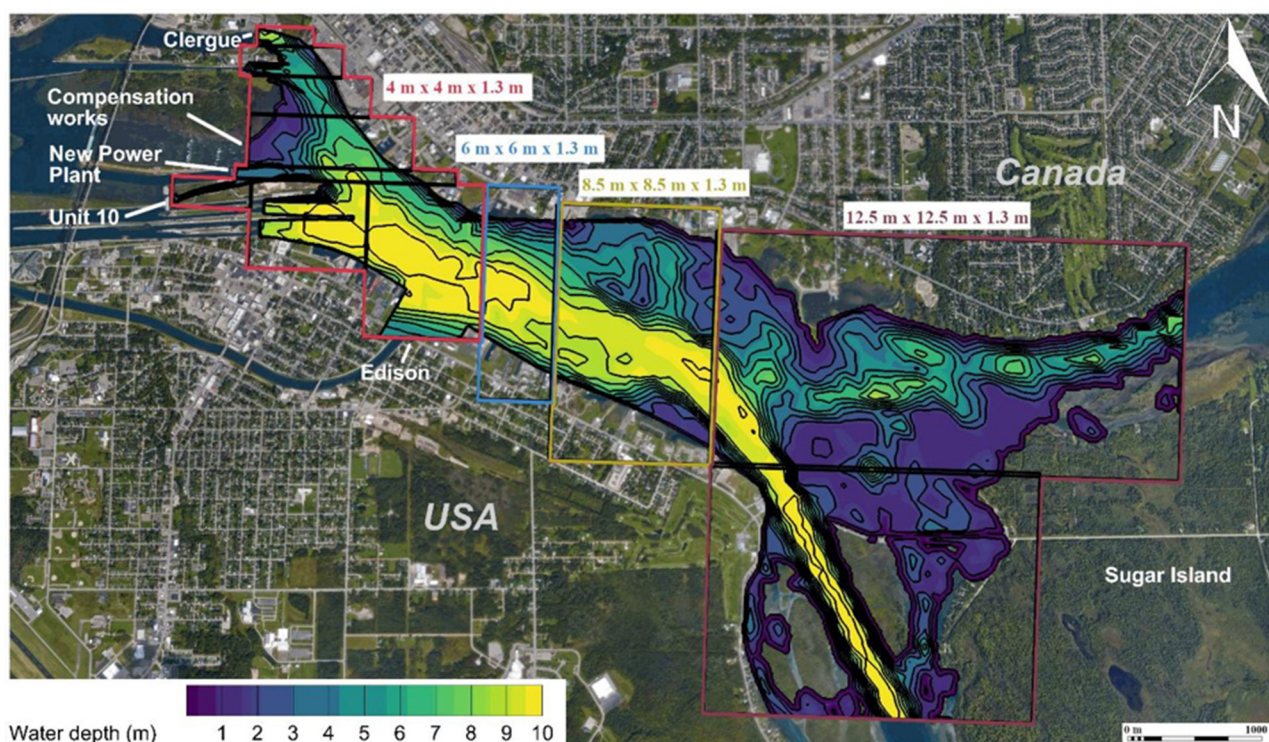 Clergue
4 m x 4 m x 1.3 m
Compensation
works
New Power
Plant
Unit 10
6 m x 6 m x 1.3 m
8.5 m x 8.5 m x 1.3 m
12.5 m x 12.5 m x 1.3 m
N
Canada
Edison
USA
Sugar Island
Water depth (m)
1 2 3 4 5 6 7 8 9 10
0 m 1000